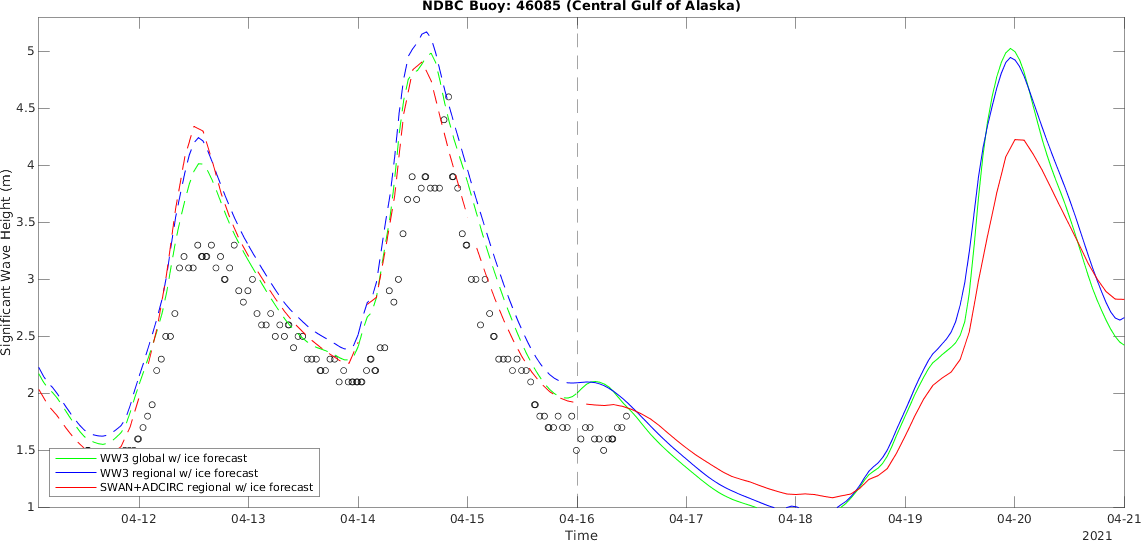 NDBC Buoy: 46085 (Central Gulf of Alaska)
Significant Wave Height (m)
5
4.5
4
3.5
3
2.5
2
1.5
1
WW3 global w/ ice forecast
WW3 regional w/ ice forecast
SWAN+ADCIRC regional w/ ice forecast
04-12 04-13 04-14 04-15 04-16 04-17 04-18 04-19 04-20 04-21
Time
2021